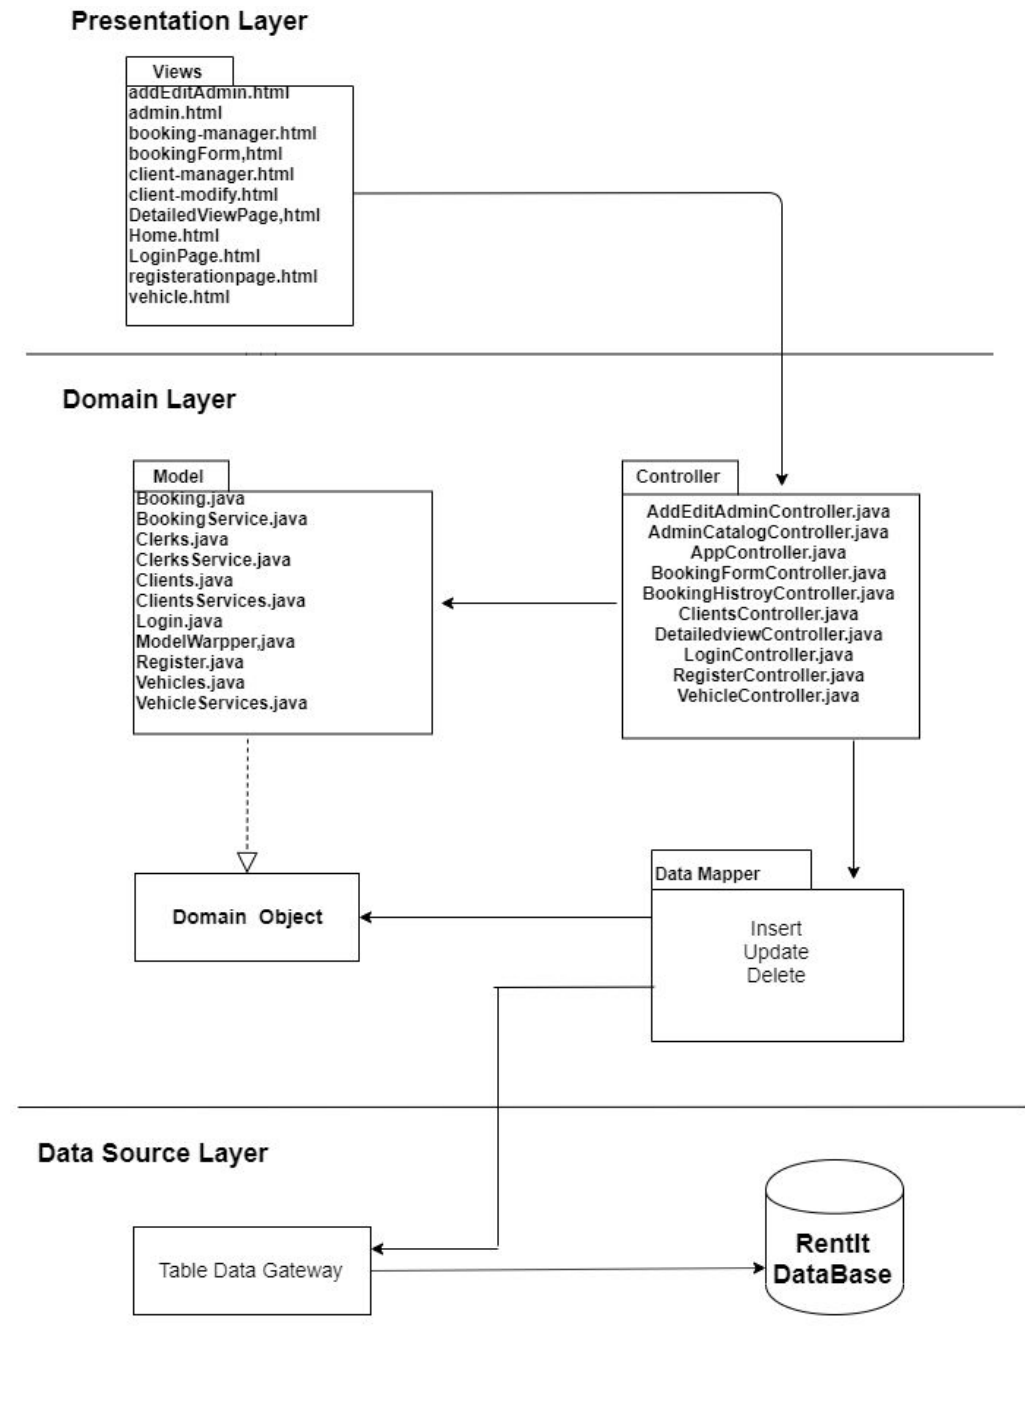 Presentation Layer
Views
addEditAdmin.html
admin.html
booking-manager.html
bookingForm,html
client-manager.html
client-modify.html
DetailedViewPage,html
Home.html
LoginPage.html
registerationpage.html
vehicle.html
Domain Layer
Model
Booking.java
BookingService.java
Clerks.java
ClerksService.java
Clients.java
ClientsServices.java
Login.java
ModelWarpper,java
Register.java
Vehicles.java
VehicleServices.java
Controller
AddEditAdminController.java
AdminCatalogController.java
AppController.java
BookingFormController.java
BookingHistroyController.java
ClientsController.java
DetailedviewController.java
LoginController.java
RegisterController.java
VehicleController.java
Domain Object
Data Mapper
Insert
Update
Delete
Data Source Layer
Table Data Gateway
RentIt
DataBase